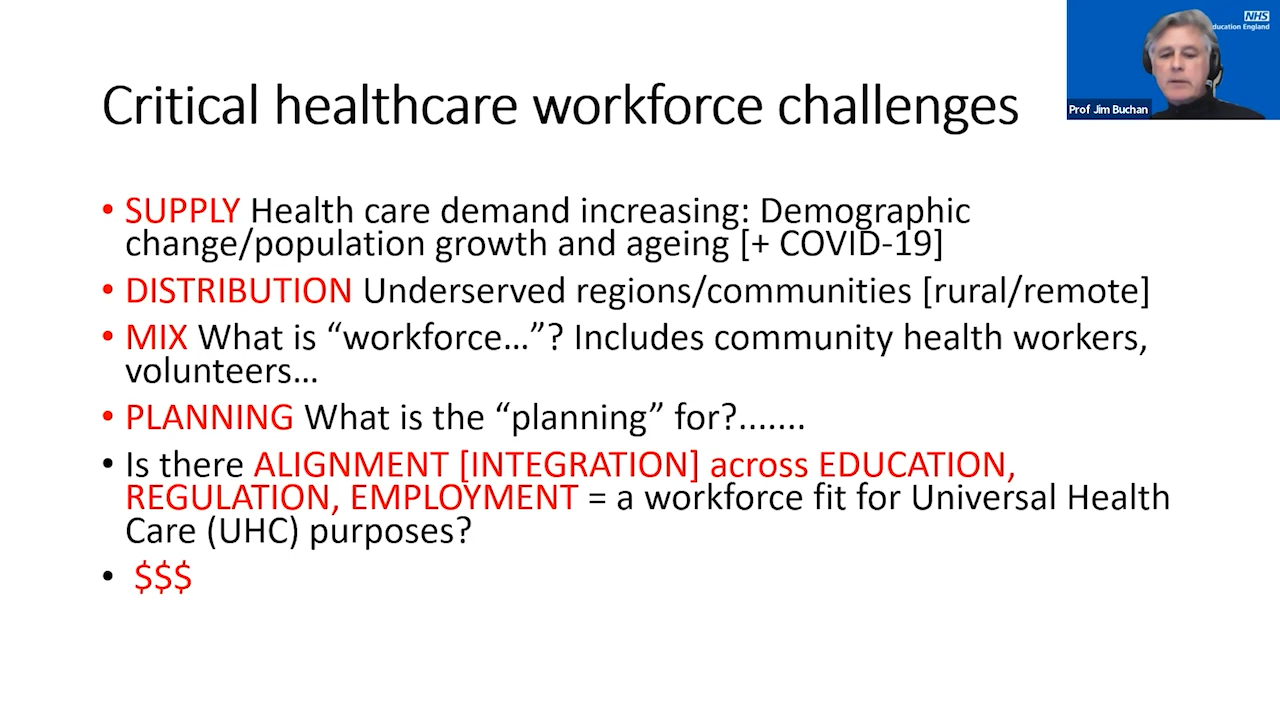 Critical healthcare workforce challenges
• SUPPLY Health care demand increasing: Demographic
change/population growth and ageing [+ COVID-19]
• DISTRIBUTION Underserved regions/communities [rural/remote]
• MIX What is “workforce…”? Includes community health workers,
volunteers…
• PLANNING What is the “planning” for?.......
• Is there ALIGNMENT [INTEGRATION] across EDUCATION,
REGULATION, EMPLOYMENT = a workforce fit for Universal Health
Care (UHC) purposes?
• $$$
NHS
ducation England
Prof Jim Buchan